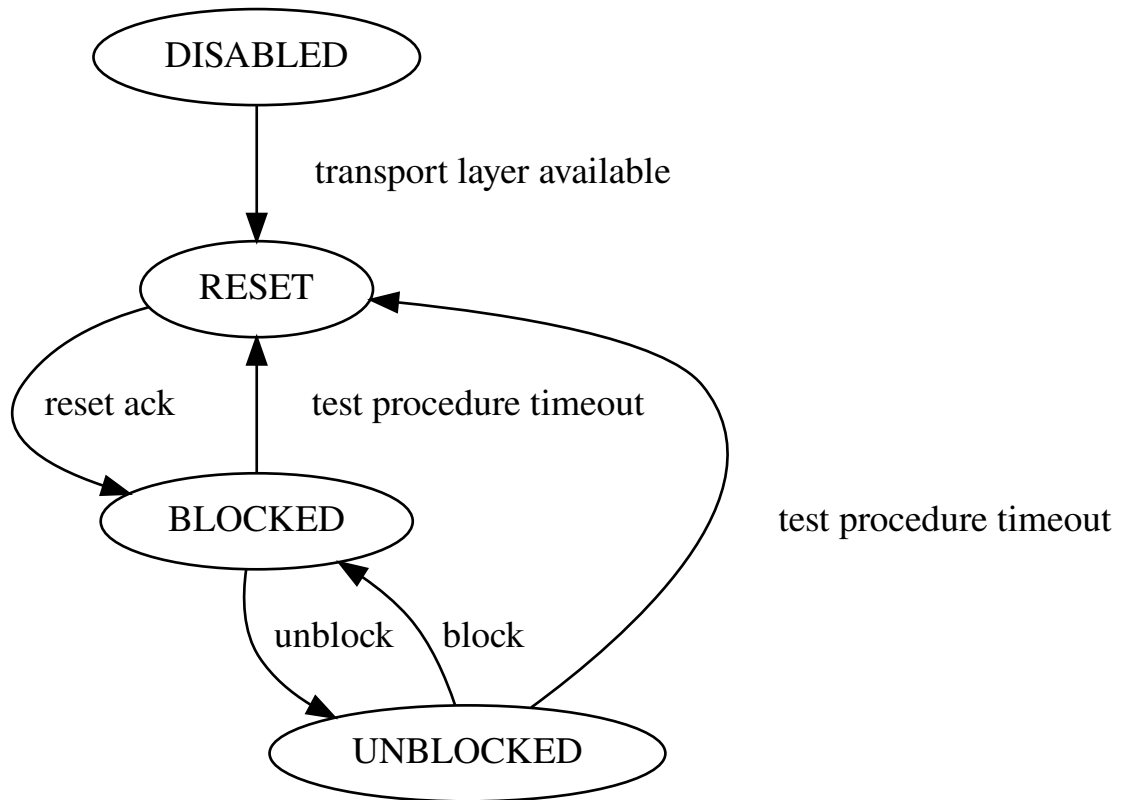 DISABLED
transport layer available
RESET
reset ack
test procedure timeout
BLOCKED
test procedure timeout
unblock
block
UNBLOCKED